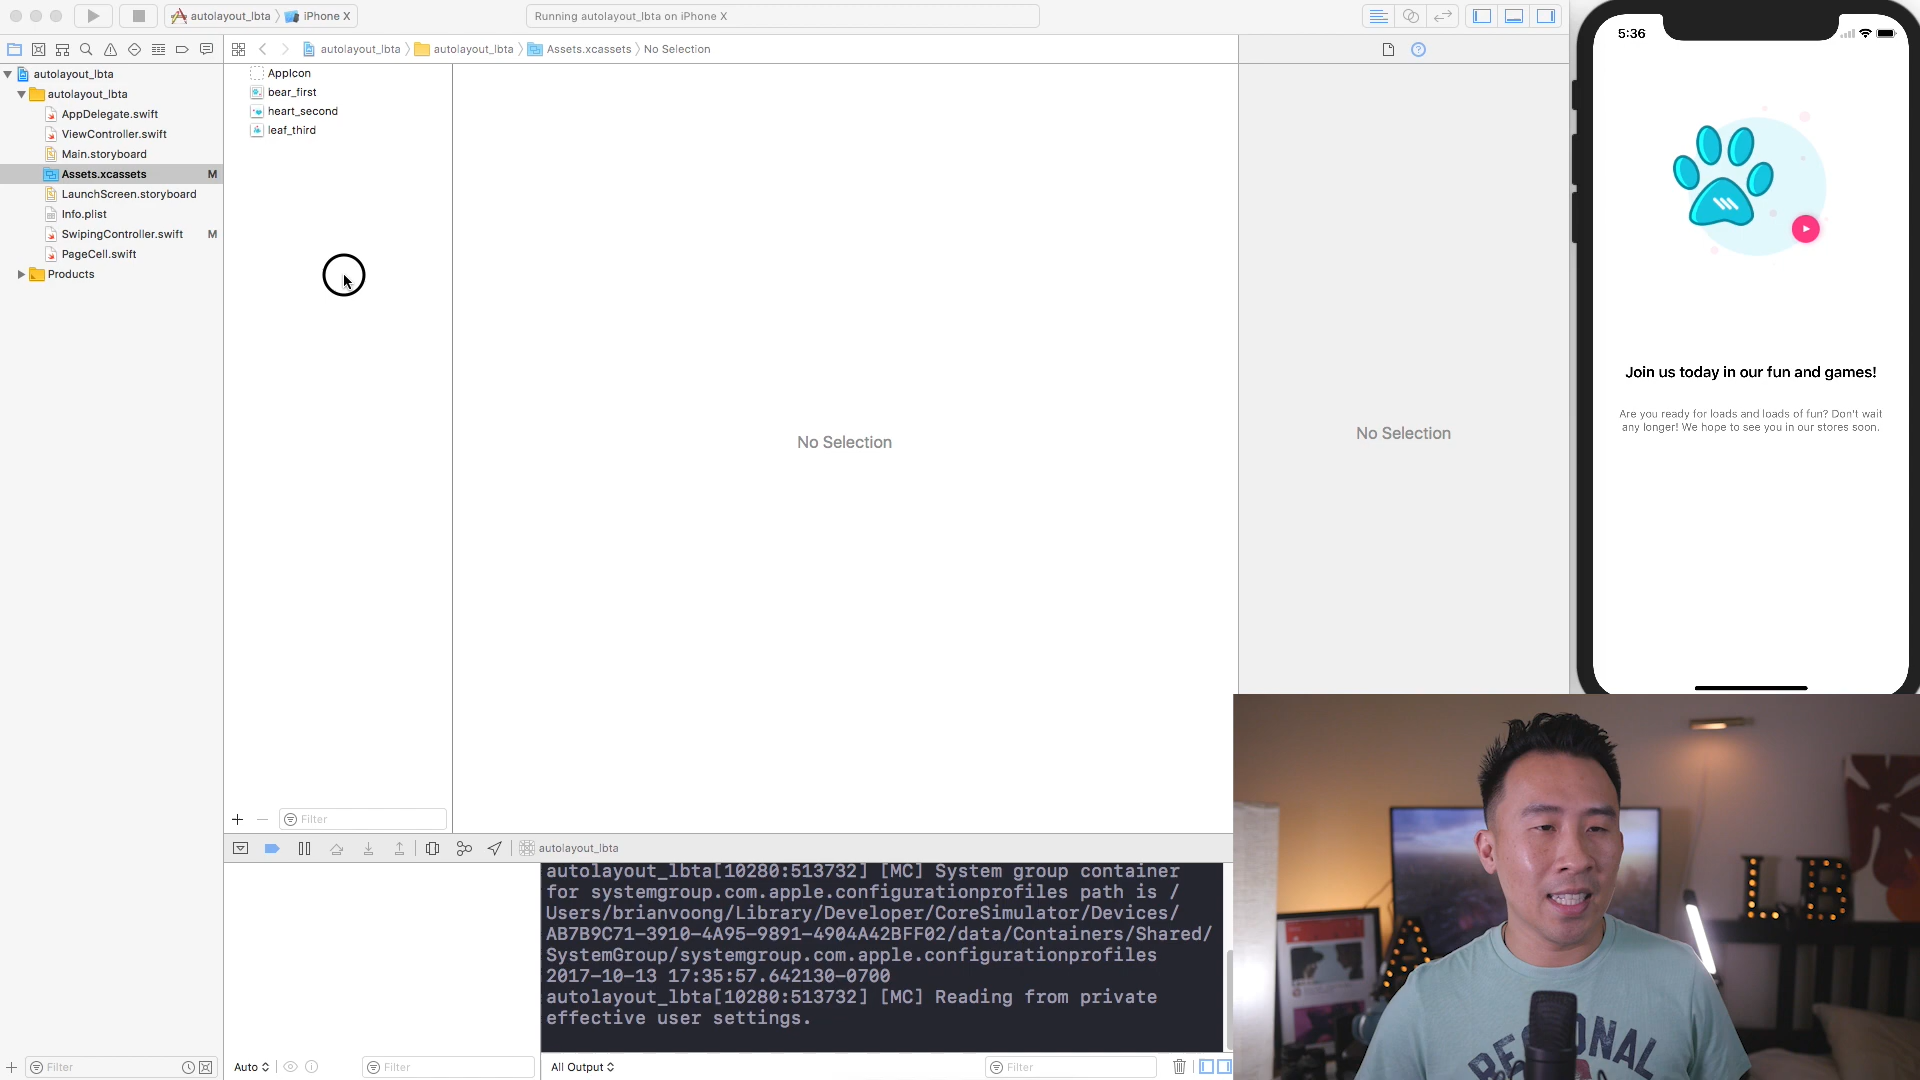 autolayout_lbta
iPhone X
Running autolayout_lbta on iPhone X
autolayout_lbta
autolayout_lbta
Assets.xcassets
No Selection
autolayout_lbta
autolayout_lbta
AppDelegate.swift
ViewController.swift
Main.storyboard
Assets.xcassets M
LaunchScreen.storyboard
Info.plist
SwipingController.swift M
PageCell.swift
Products
AppIcon
bear_first
heart_second
leaf_third
No Selection
No Selection
Filter
autolayout_lbta
autolayout_lbta[10280:513732] [MC] System group container
for systemgroup.com.apple.configurationprofiles path is /
Users/brianvoong/Library/Developer/CoreSimulator/Devices/
AB7B9C71-3910-4A95-9891-4904A42BFF02/data/Containers/Shared/
SystemGroup/systemgroup.com.apple.configurationprofiles
2017-10-13 17:35:57.642130-0700
autolayout_lbta[10280:513732] [MC] Reading from private
effective user settings.
Filter
Auto
Filter
All Output
Filter
5:36
Join us today in our fun and games!
Are you ready for loads and loads of fun? Don't wait
any longer! We hope to see you in our stores soon.
A
LB